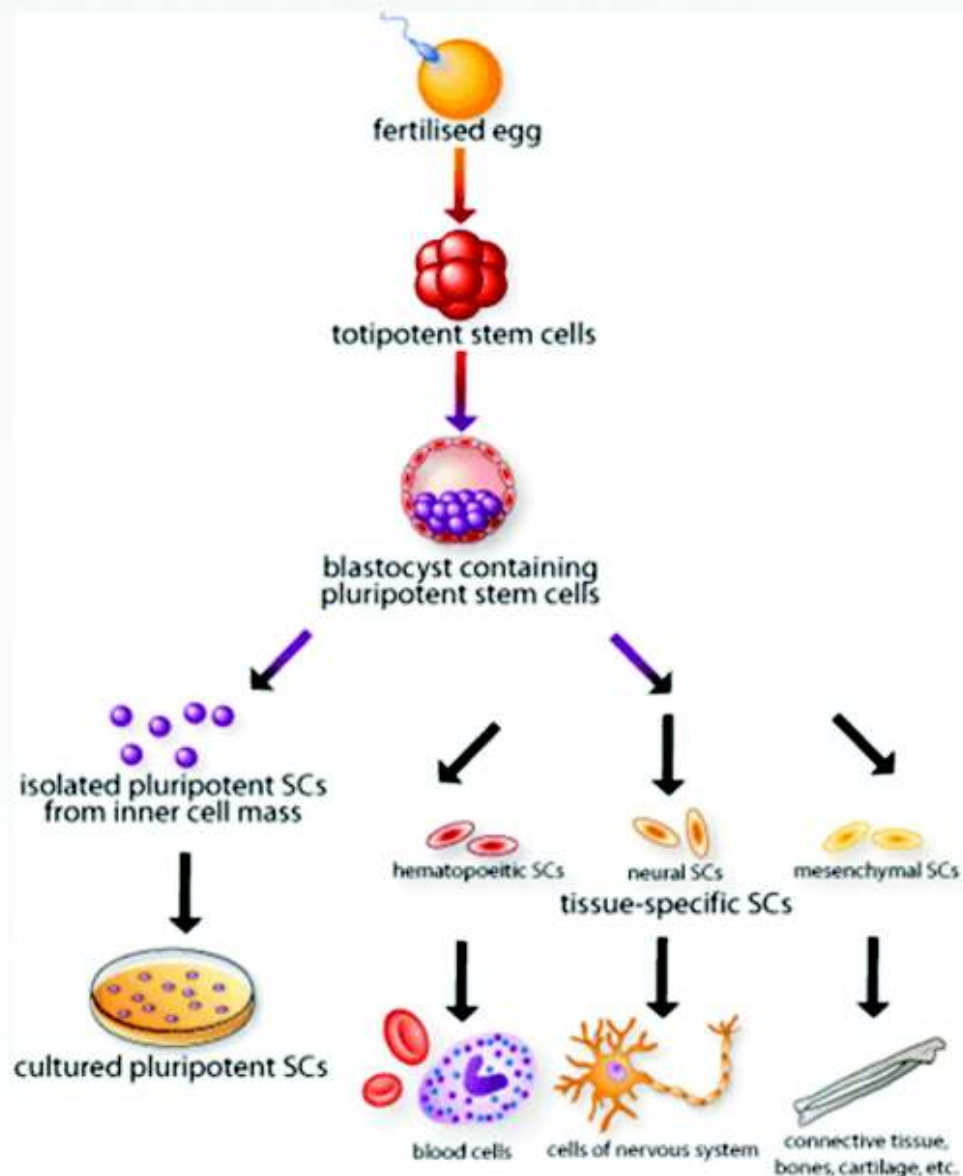 fertilised egg
totipotent stem cells
blastocyst containing
pluripotent stem cells
isolated pluripotent SCs
from inner cell mass
cultured pluripotent SCs
hematopoeitic SCs
neural SCs
mesenchymal SCs
tissue-specific SCs
blood cells
cells of nervous system
connective tissue,
bones, cartilage, etc.